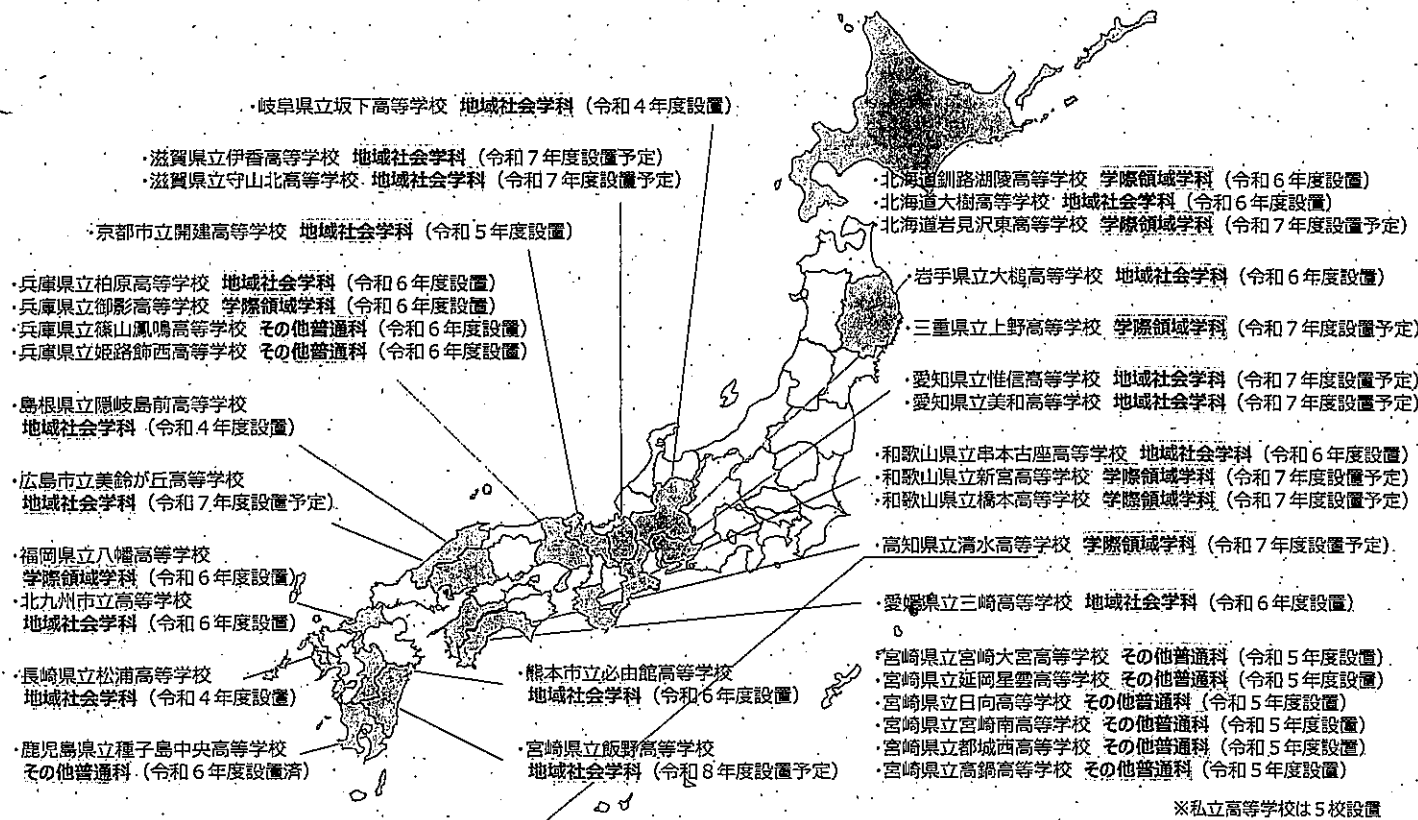 ・岐阜県立坂下高等学校 地域社会学科（令和４年度設置）
・滋賀県立伊香高等学校 地域社会学科（令和７年度設置予定）
・滋賀県立守山北高等学校 地域社会学科（令和７年度設置予定）
・京都市立開建高等学校 地域社会学科（令和５年度設置）
・兵庫県立柏原高等学校 地域社会学科（令和６年度設置）
・兵庫県立御影高等学校 学際領域学科（令和６年度設置）
・兵庫県立篠山鳳鳴高等学校 その他普通科（令和６年度設置）
・兵庫県立姫路飾西高等学校 その他普通科（令和６年度設置）
・島根県立隠岐島前高等学校
地域社会学科（令和４年度設置）
・広島市立美鈴が丘高等学校
地域社会学科（令和７年度設置予定）
・福岡県立八幡高等学校
学際領域学科（令和６年度設置）
・北九州市立高等学校
地域社会学科（令和６年度設置）
・長崎県立松浦高等学校
地域社会学科（令和４年度設置）
・鹿児島県立種子島中央高等学校
その他普通科（令和６年度設置済）
・熊本市立必由館高等学校
地域社会学科（令和６年度設置）
・宮崎県立飯野高等学校
地域社会学科（令和８年度設置予定）
・北海道釧路湖陵高等学校 学際領域学科（令和６年度設置）
・北海道大樹高等学校 地域社会学科（令和６年度設置）
・北海道岩見沢東高等学校 学際領域学科（令和７年度設置予定）
・岩手県立大槌高等学校 地域社会学科（令和６年度設置）
・三重県立上野高等学校 学際領域学科（令和７年度設置予定）
・愛知県立惟信高等学校 地域社会学科（令和７年度設置予定）
・愛知県立美和高等学校 地域社会学科（令和７年度設置予定）
・和歌山県立串本古座高等学校 地域社会学科（令和６年度設置）
・和歌山県立新宮高等学校 学際領域学科（令和７年度設置予定）
・和歌山県立橋本高等学校 学際領域学科（令和７年度設置予定）
・高知県立清水高等学校 学際領域学科（令和７年度設置予定）
・愛媛県立三崎高等学校 地域社会学科（令和６年度設置）
・宮崎県立宮崎大宮高等学校 その他普通科（令和５年度設置）
・宮崎県立延岡星雲高等学校 その他普通科（令和５年度設置）
・宮崎県立日向高等学校 その他普通科（令和５年度設置）
・宮崎県立宮崎南高等学校 その他普通科（令和５年度設置）
・宮崎県立都城西高等学校 その他普通科（令和５年度設置）
・宮崎県立高鍋高等学校 その他普通科（令和５年度設置）
※私立高等学校は５校設置